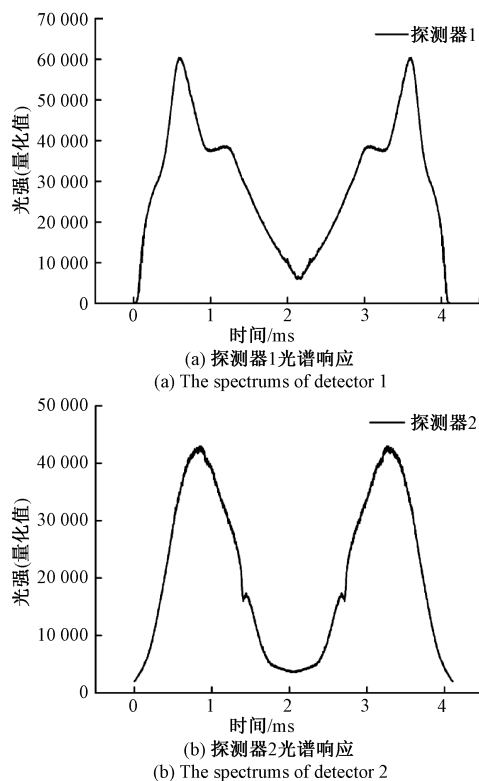 70 000
探测器1
60 000
50 000
40 000
30 000
20 000
10 000
0
光强(量化值)
0 1 2 3 4
时间/ms
(a) 探测器1光谱响应
(a) The spectrums of detector 1
50 000
探测器2
40 000
30 000
20 000
10 000
0
光强(量化值)
0 1 2 3 4
时间/ms
(b) 探测器2光谱响应
(b) The spectrums of detector 2